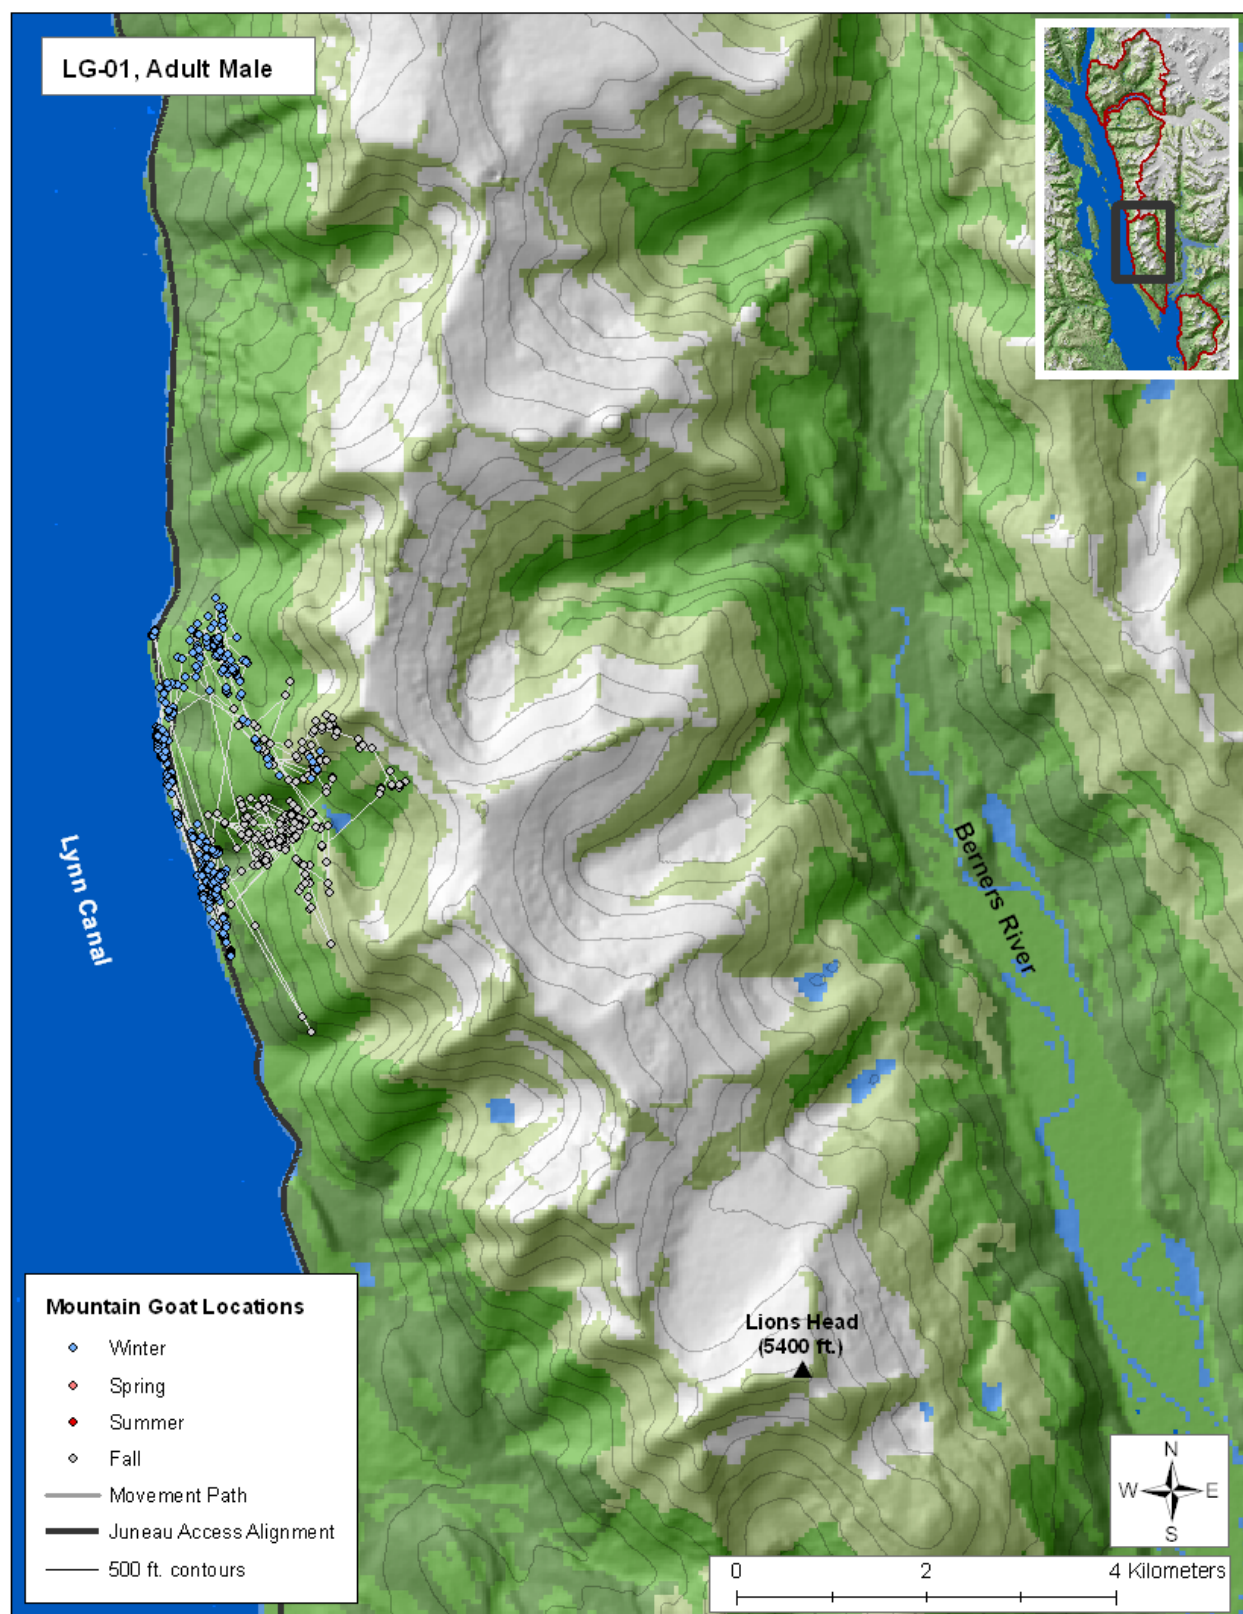 LG-01, Adult Male
Lynn Canal
Berners River
Lions Head
(5400 ft.)
Mountain Goat Locations
Winter
Spring
Summer
Fall
Movement Path
Juneau Access Alignment
500 ft. contours
N
W E
S
0 2 4 Kilometers